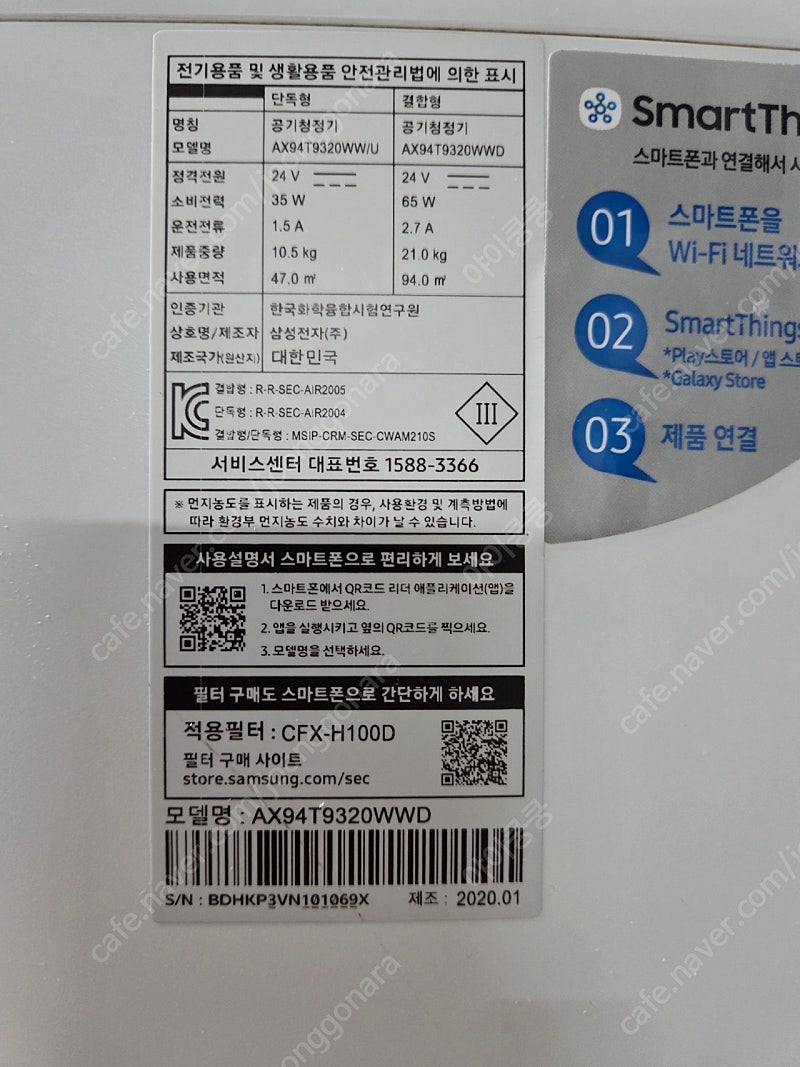 전기용품 및 생활용품 안전관리법에 의한 표시
단독형 결합형
명칭 공기청정기 공기청정기
모델명 AX94T9320WW/U AX94T9320WWD
정격전원 24 V 24 V
소비전력 35 W 65 W
운전전류 1.5 A 2.7 A
제품중량 10.5 kg 21.0 kg
사용면적 47.0 ㎡ 94.0 ㎡
인증기관 한국화학융합시험연구원
상호명/제조자 삼성전자(주)
제조국가(원산지) 대한민국
결합형 : R-R-SEC-AIR2005
단독형 : R-R-SEC-AIR2004
결합형/단독형 : MSIP-CRM-SEC-CWAM210S
III
서비스센터 대표번호 1588-3366
※ 먼지농도를 표시하는 제품의 경우, 사용환경 및 계측방법에
따라 환경부 먼지농도 수치와 차이가 날 수 있습니다.
사용설명서 스마트폰으로 편리하게 보세요
1. 스마트폰에서 QR코드 리더 애플리케이션(앱)을
다운로드 받으세요.
2. 앱을 실행시키고 옆의 QR코드를 찍으세요.
3. 모델명을 선택하세요.
필터 구매도 스마트폰으로 간단하게 하세요
적용필터 : CFX-H100D
필터 구매 사이트
store.samsung.com/sec
모델명 : AX94T9320WWD
S/N : BDHKP3VN101069X 제조 : 2020.01
SmartTh
스마트폰과 연결해서
01 스마트폰을
Wi-Fi 네트워
02 SmartThings
*Play스토어 / 앱 스토
*Galaxy Store
03 제품 연결
cafe.naver.com/joonggonara
아이쿵쿵